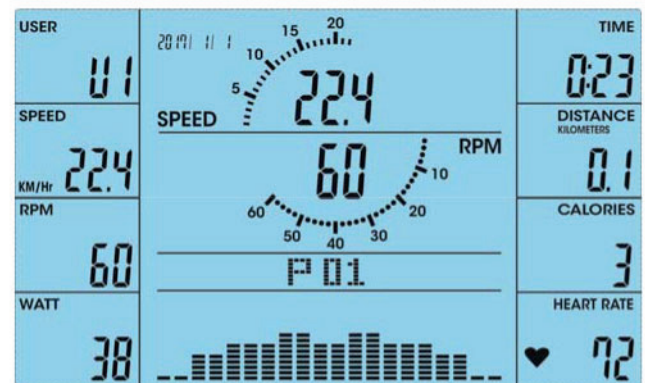 USER
U1
SPEED
KM/Hr 22.4
RPM
60
WATT
38
2017/ 1/ 1
5 10 15 20
SPEED 22.4
60 RPM
10
20
30
40
50
60
P01
TIME
0:23
DISTANCE
KILOMETERS
0.1
CALORIES
3
HEART RATE
72